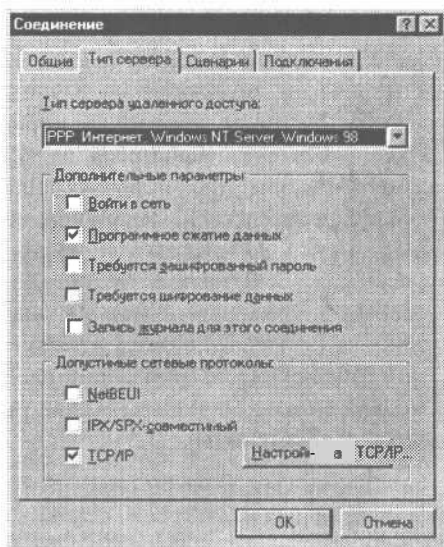 Соединение
Общие Тип сервера Сценарии Подключения
Тип сервера удаленного доступа:
PPP: Интернет, Windows NT Server, Windows 98
Дополнительные параметры
Войти в сеть
Программное сжатие данных
Требуется зашифрованный пароль
Требуется шифрование данных
Запись журнала для этого соединения
Допустимые сетевые протоколы:
NetBEUI
IPX/SPX-совместимый
TCP/IP
Настрой- а TCP/IP...
OK Отмена